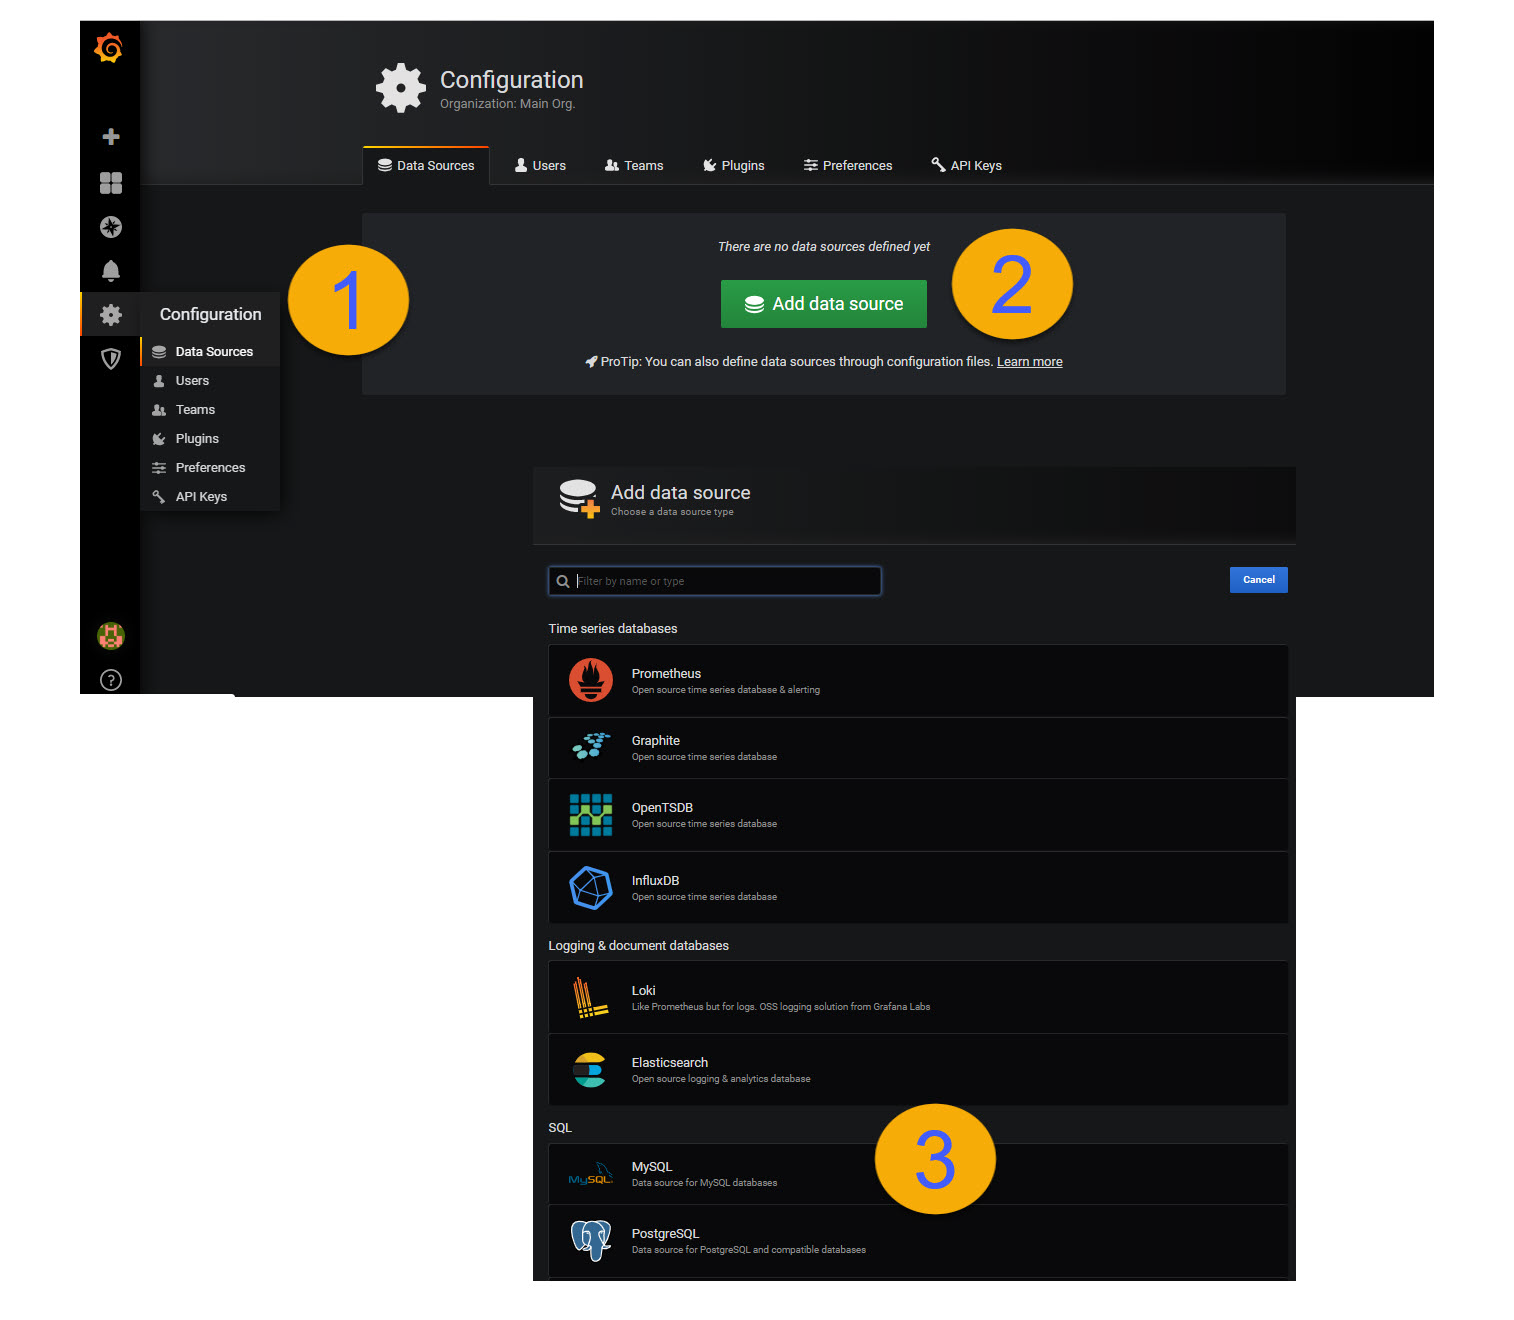 Configuration
Organization: Main Org.
Data Sources Users Teams Plugins Preferences API Keys
There are no data sources defined yet
Add data source
ProTip: You can also define data sources through configuration files. Learn more
1
2
Configuration
Data Sources
Users
Teams
Plugins
Preferences
API Keys
?
Add data source
Choose a data source type
Filter by name or type
Cancel
Time series databases
Prometheus
Open source time series database & alerting
Graphite
Open source time series database
OpenTSDB
Open source time series database
InfluxDB
Open source time series database
Logging & document databases
Loki
Like Prometheus but for logs. OSS logging solution from Grafana Labs
Elasticsearch
Open source logging & analytics database
SQL
3
MySQL
MySQL
Data source for MySQL databases
PostgreSQL
Data source for PostgreSQL and compatible databases